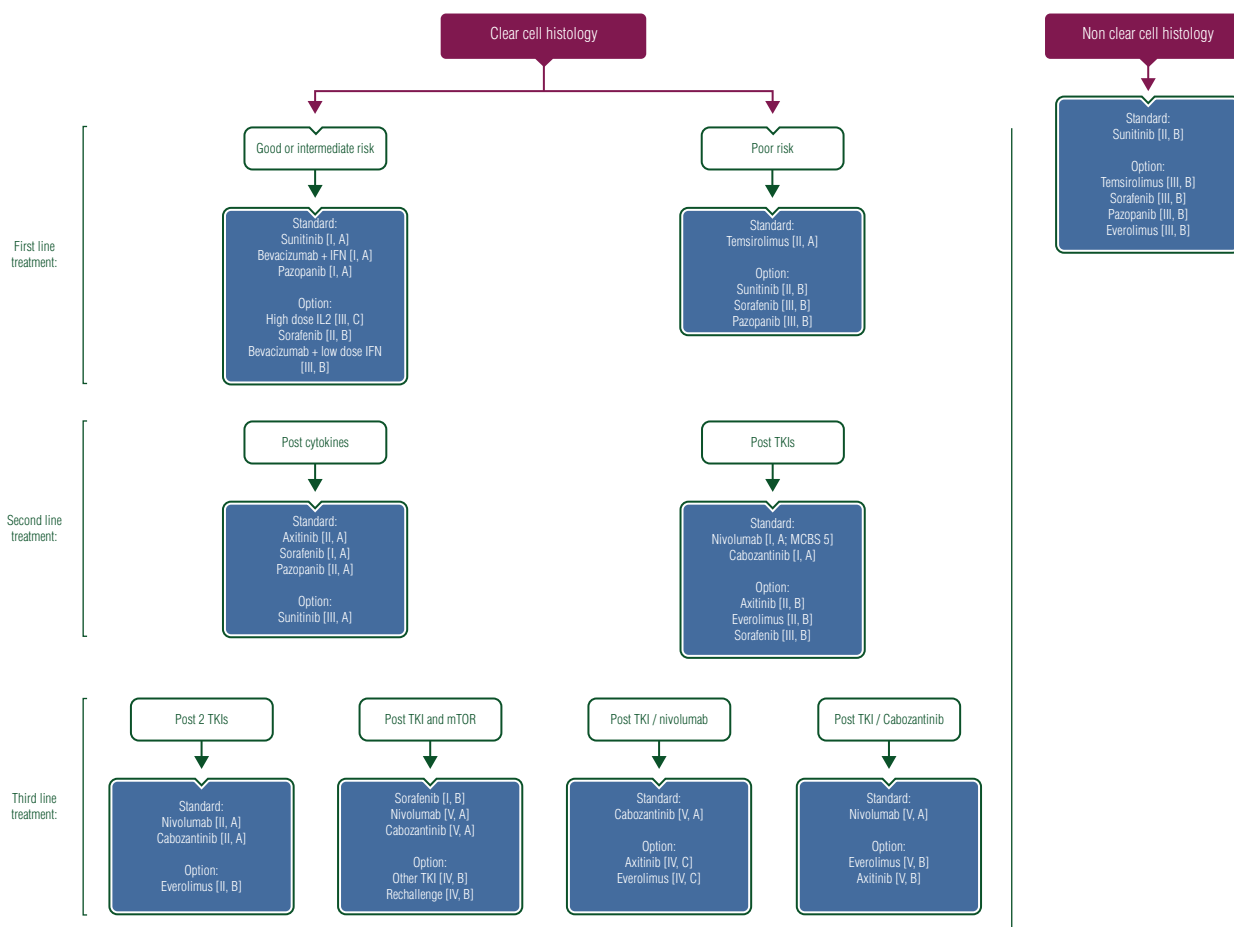 Clear cell histology
Non clear cell histology
Standard:
Sunitinib [II, B]
Option:
Temsirolimus [III, B]
Sorafenib [III, B]
Pazopanib [III, B]
Everolimus [III, B]
First line
treatment:
Good or intermediate risk
Standard:
Sunitinib [I, A]
Bevacizumab + IFN [I, A]
Pazopanib [I, A]
Option:
High dose IL2 [III, C]
Sorafenib [II, B]
Bevacizumab + low dose IFN
[III, B]
Poor risk
Standard:
Temsirolimus [II, A]
Option:
Sunitinib [II, B]
Sorafenib [III, B]
Pazopanib [III, B]
Second line
treatment:
Post cytokines
Standard:
Axitinib [II, A]
Sorafenib [I, A]
Pazopanib [II, A]
Option:
Sunitinib [III, A]
Post TKIs
Standard:
Nivolumab [I, A; MCBS 5]
Cabozantinib [I, A]
Option:
Axitinib [II, B]
Everolimus [II, B]
Sorafenib [III, B]
Third line
treatment:
Post 2 TKIs
Standard:
Nivolumab [II, A]
Cabozantinib [II, A]
Option:
Everolimus [II, B]
Post TKI and mTOR
Sorafenib [I, B]
Nivolumab [V, A]
Cabozantinib [V, A]
Option:
Other TKI [IV, B]
Rechallenge [IV, B]
Post TKI / nivolumab
Standard:
Cabozantinib [V, A]
Option:
Axitinib [IV, C]
Everolimus [IV, C]
Post TKI / Cabozantinib
Standard:
Nivolumab [V, A]
Option:
Everolimus [V, B]
Axitinib [V, B]